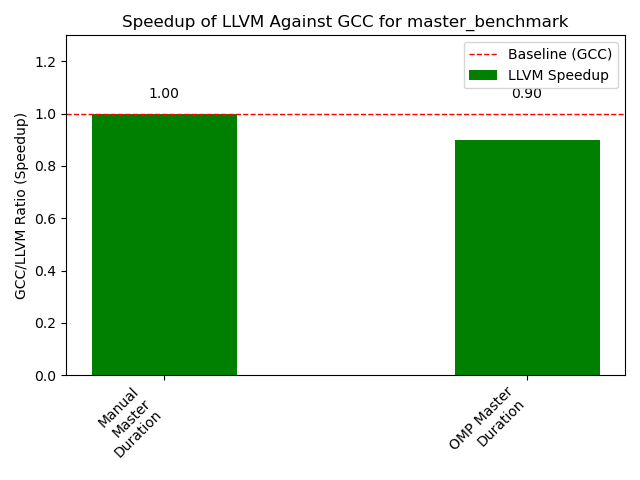 Speedup of LLVM Against GCC for master_benchmark
Baseline (GCC)
LLVM Speedup
1.00
0.90
GCC/LLVM Ratio (Speedup)
1.2
1.0
0.8
0.6
0.4
0.2
0.0
Manual
Master
Duration
OMP Master
Duration